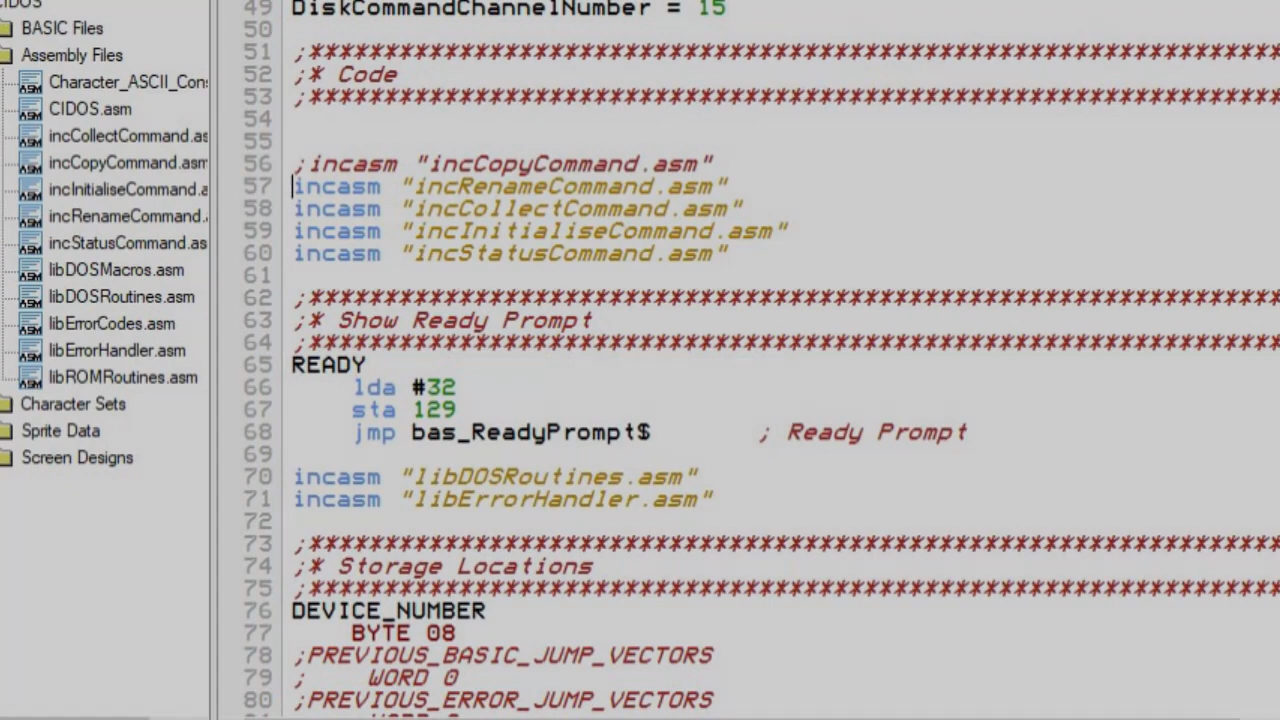 CIDOS
BASIC Files
Assembly Files
Character_ASCII_Cons
CIDOS.asm
incCollectCommand.as
incCopyCommand.asm
incInitialiseCommand.a
incRenameCommand.
incStatusCommand.as
libDOSMacros.asm
libDOSRoutines.asm
libErrorCodes.asm
libErrorHandler.asm
libROMRoutines.asm
Character Sets
Sprite Data
Screen Designs
49 DiskCommandChannelNumber = 15
50
51 ;*****************************************************************
52 ;* Code
53 ;*****************************************************************
54
55
56 ;incasm "incCopyCommand.asm"
57 incasm "incRenameCommand.asm"
58 incasm "incCollectCommand.asm"
59 incasm "incInitialiseCommand.asm"
60 incasm "incStatusCommand.asm"
61
62 ;*****************************************************************
63 ;* Show Ready Prompt
64 ;*****************************************************************
65 READY
66 lda #32
67 sta 129
68 jmp bas_ReadyPrompt$ ; Ready Prompt
69
70 incasm "libDOSRoutines.asm"
71 incasm "libErrorHandler.asm"
72
73 ;*****************************************************************
74 ;* Storage Locations
75 ;*****************************************************************
76 DEVICE_NUMBER
77 BYTE 08
78 ;PREVIOUS_BASIC_JUMP_VECTORS
79 ; WORD 0
80 ;PREVIOUS_ERROR_JUMP_VECTORS